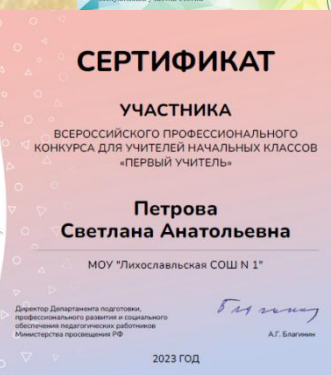 СЕРТИФИКАТ
УЧАСТНИКА
ВСЕРОССИЙСКОГО ПРОФЕССИОНАЛЬНОГО
КОНКУРСА ДЛЯ УЧИТЕЛЕЙ НАЧАЛЬНЫХ КЛАССОВ
«ПЕРВЫЙ УЧИТЕЛЬ»
Петрова
Светлана Анатольевна
МОУ "Лихославльская СОШ N 1"
Директор Департамента подготовки,
профессионального развития и социального
обеспечения педагогических работников
Министерства просвещения РФ
А.Г. Благинин
2023 ГОД